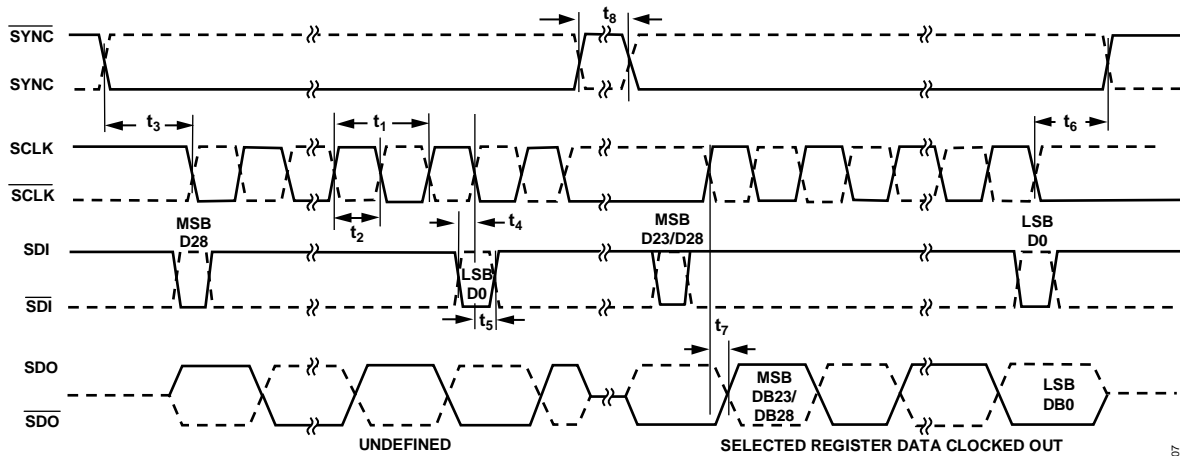 t8
SYNC
SYNC
t3
t1
t6
SCLK
SCLK
t2
t4
MSB
D28
MSB
D23/D28
LSB
D0
SDI
SDI
LSB
D0
t5
t7
SDO
SDO
MSB
DB23/
DB28
LSB
DB0
UNDEFINED
SELECTED REGISTER DATA CLOCKED OUT
07